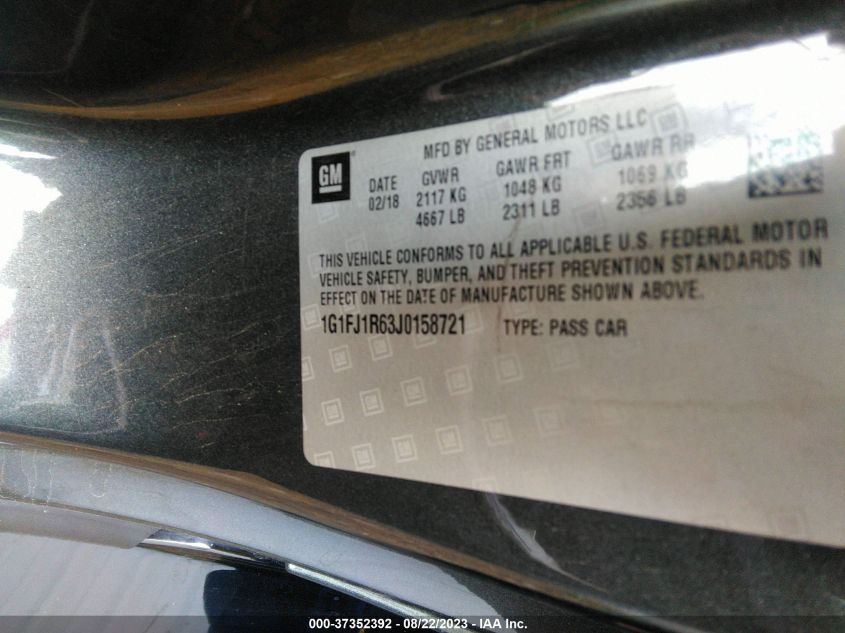 GM
MFD BY GENERAL MOTORS LLC
DATE GVWR GAWR FRT GAWR RR
02/18 2117 KG 1048 KG 1069 KG
4667 LB 2311 LB 2356 LB
THIS VEHICLE CONFORMS TO ALL APPLICABLE U.S. FEDERAL MOTOR
VEHICLE SAFETY, BUMPER, AND THEFT PREVENTION STANDARDS IN
EFFECT ON THE DATE OF MANUFACTURE SHOWN ABOVE.
1G1FJ1R63J0158721 TYPE: PASS CAR
000-37352392 - 08/22/2023 - IAA Inc.